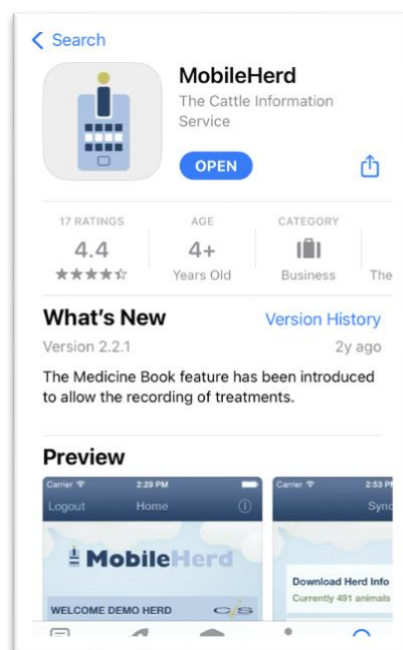 Search
MobileHerd
The Cattle Information
Service
OPEN
17 RATINGS
AGE
CATEGORY
4.4
4+
Years Old
Business
The
What's New
Version History
Version 2.2.1
2y ago
The Medicine Book feature has been introduced
to allow the recording of treatments.
Preview
Carrier
2:29 PM
Logout
Home
MobileHerd
WELCOME DEMO HERD
CIS
Carrier
2:53 PM
Sync
Download Herd Info
Currently 491 animals